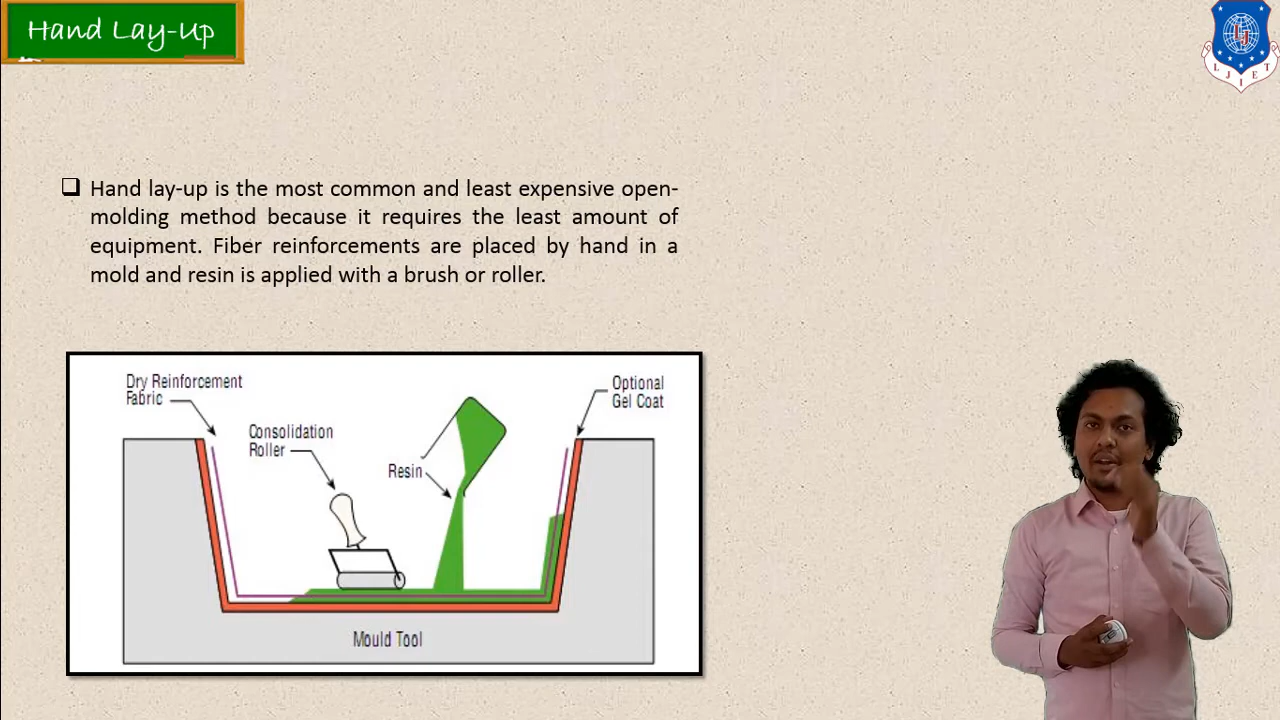 Hand Lay-Up
L J I E T
Hand lay-up is the most common and least expensive open-
molding method because it requires the least amount of
equipment. Fiber reinforcements are placed by hand in a
mold and resin is applied with a brush or roller.
Dry Reinforcement
Fabric
Consolidation
Roller
Resin
Optional
Gel Coat
Mould Tool